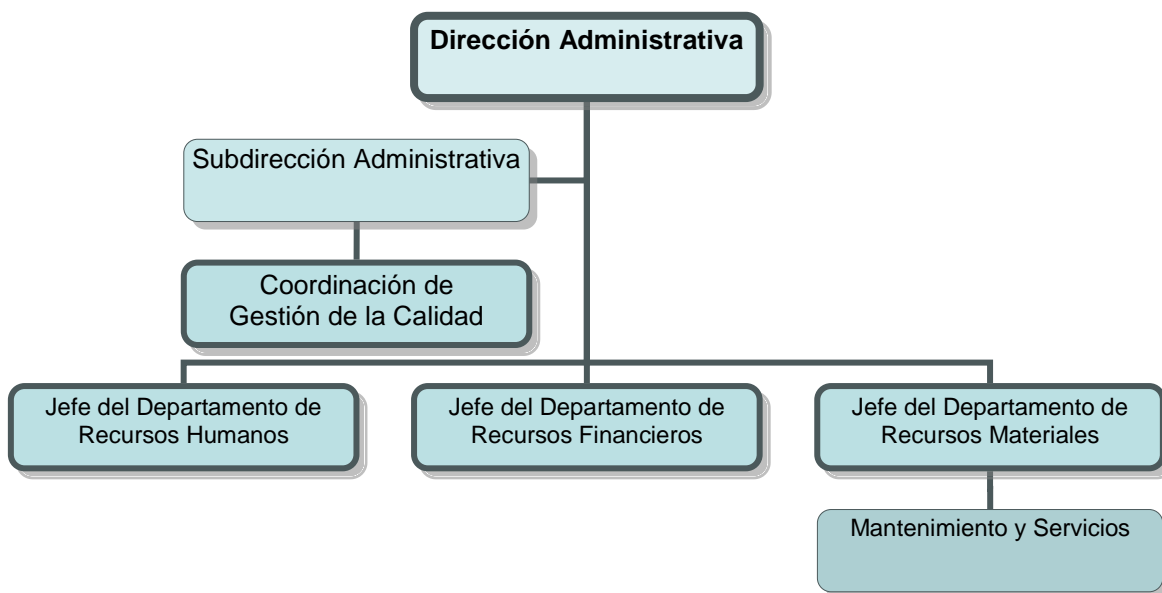 Dirección Administrativa
Subdirección Administrativa
Coordinación de
Gestión de la Calidad
Jefe del Departamento de
Recursos Humanos
Jefe del Departamento de
Recursos Financieros
Jefe del Departamento de
Recursos Materiales
Mantenimiento y Servicios